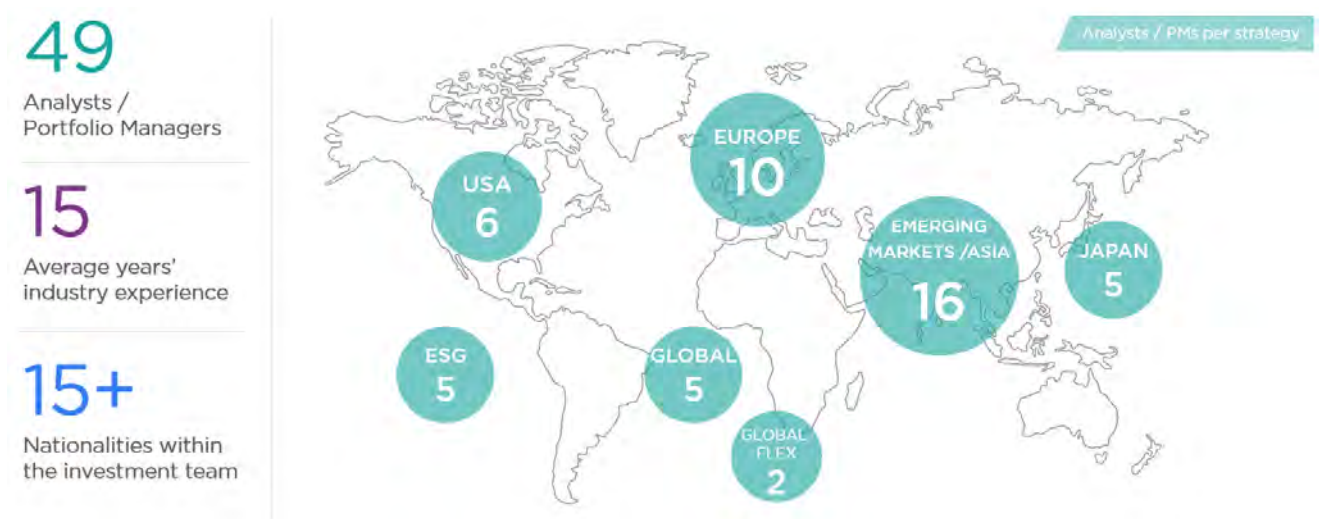 49
Analysts /
Portfolio Managers
15
Average years'
industry experience
15+
Nationalities within
the investment team
Analysts / PMs per strategy
EUROPE
10
USA
6
EMERGING
MARKETS /ASIA
16
JAPAN
5
ESG
5
GLOBAL
5
GLOBAL
FLEX
2